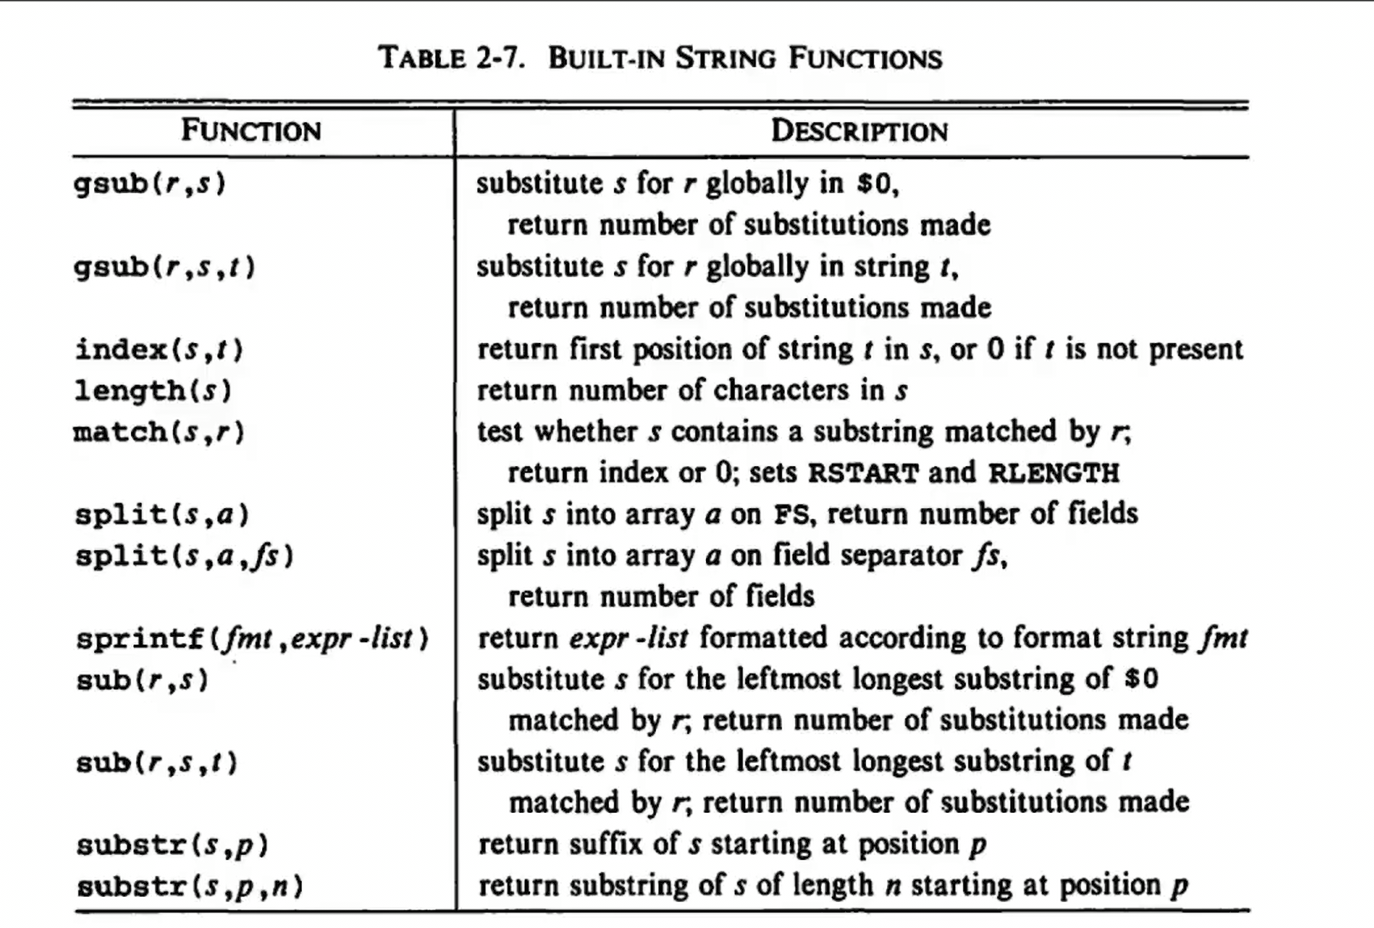 TABLE 2-7. BUILT-IN STRING FUNCTIONS
FUNCTION DESCRIPTION
gsub(r,s) substitute s for r globally in $0,
return number of substitutions made
gsub(r,s,t) substitute s for r globally in string t,
return number of substitutions made
index(s,t) return first position of string t in s, or 0 if t is not present
length(s) return number of characters in s
match(s,r) test whether s contains a substring matched by r;
return index or 0; sets RSTART and RLENGTH
split(s,a) split s into array a on FS, return number of fields
split(s,a,fs) split s into array a on field separator fs,
return number of fields
sprintf(fmt,expr-list) return expr-list formatted according to format string fmt
sub(r,s) substitute s for the leftmost longest substring of $0
matched by r; return number of substitutions made
sub(r,s,t) substitute s for the leftmost longest substring of t
matched by r; return number of substitutions made
substr(s,p) return suffix of s starting at position p
substr(s,p,n) return substring of s of length n starting at position p